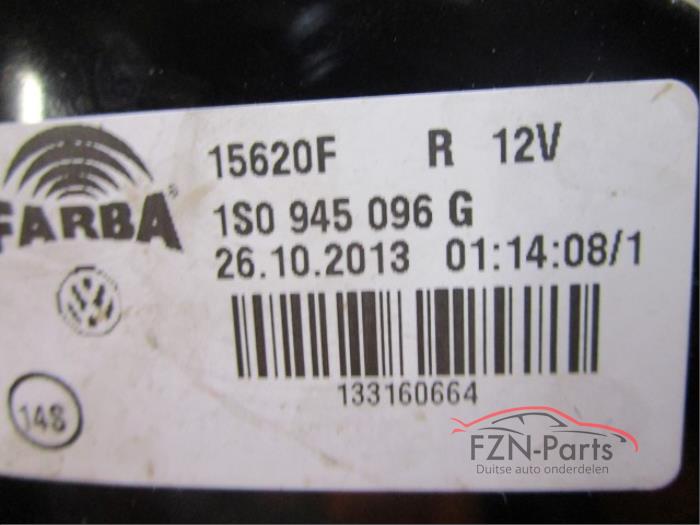 15620F R 12V
FARBA®
1S0 945 096 G
26.10.2013 01:14:08/1
133160664
14S
FZN-Parts
Duitse auto onderdelen